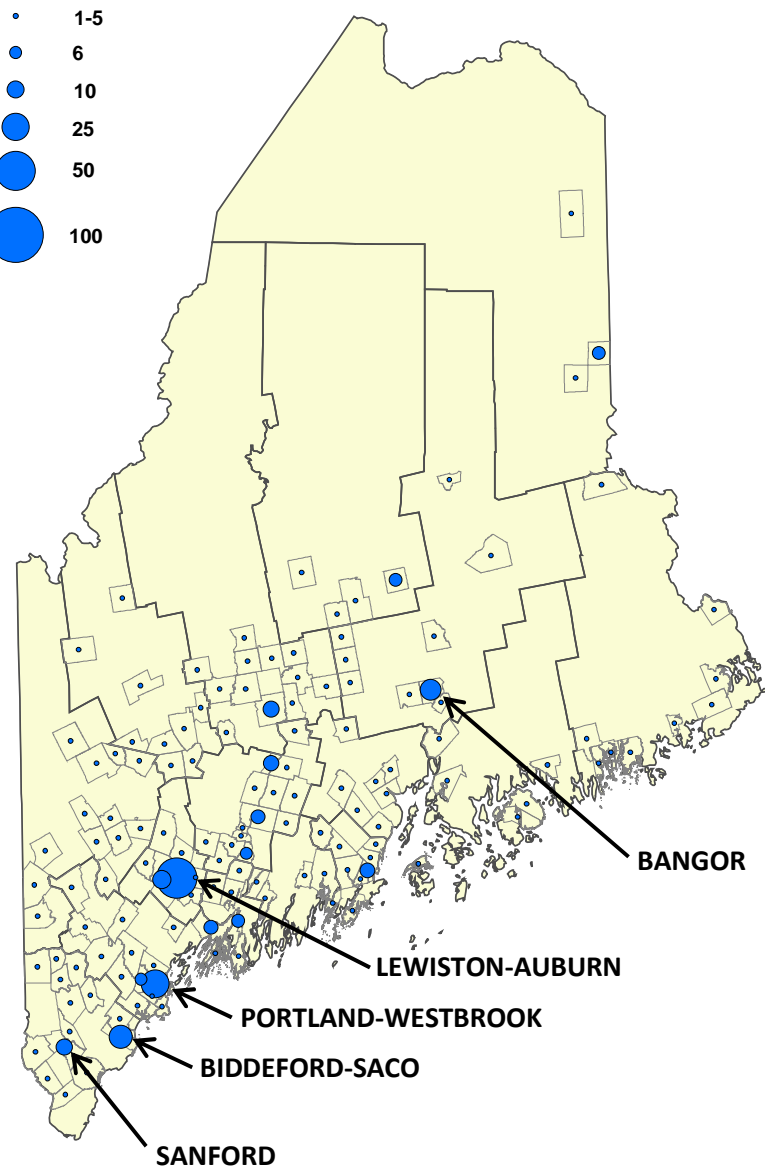 1-5
6
10
25
50
100
BANGOR
LEWISTON-AUBURN
PORTLAND-WESTBROOK
BIDDEFORD-SACO
SANFORD